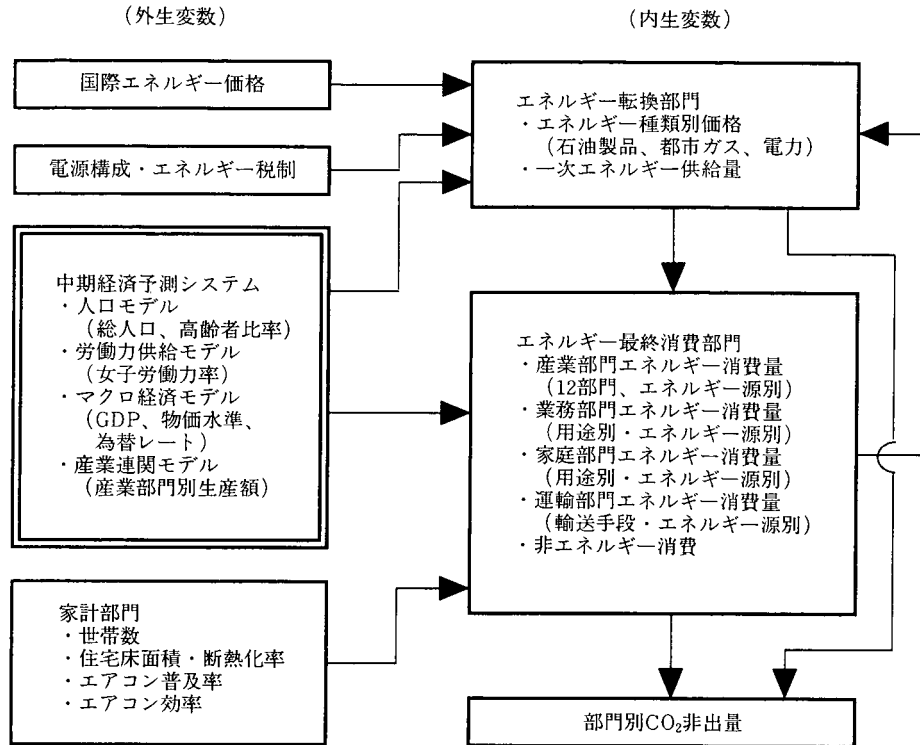 （外生変数）
国際エネルギー価格
電源構成・エネルギー税制
中期経済予測システム
・人口モデル
（総人口、高齢者比率）
・労働力供給モデル
（女子労働力率）
・マクロ経済モデル
（GDP、物価水準、
為替レート）
・産業連関モデル
（産業部門別生産額）
家計部門
・世帯数
・住宅床面積・断熱化率
・エアコン普及率
・エアコン効率
（内生変数）
エネルギー転換部門
・エネルギー種類別価格
（石油製品、都市ガス、電力）
・一次エネルギー供給量
エネルギー最終消費部門
・産業部門エネルギー消費量
（12部門、エネルギー源別）
・業務部門エネルギー消費量
（用途別・エネルギー源別）
・家庭部門エネルギー消費量
（用途別・エネルギー源別）
・運輸部門エネルギー消費量
（輸送手段・エネルギー源別）
・非エネルギー消費
部門別CO₂非出量